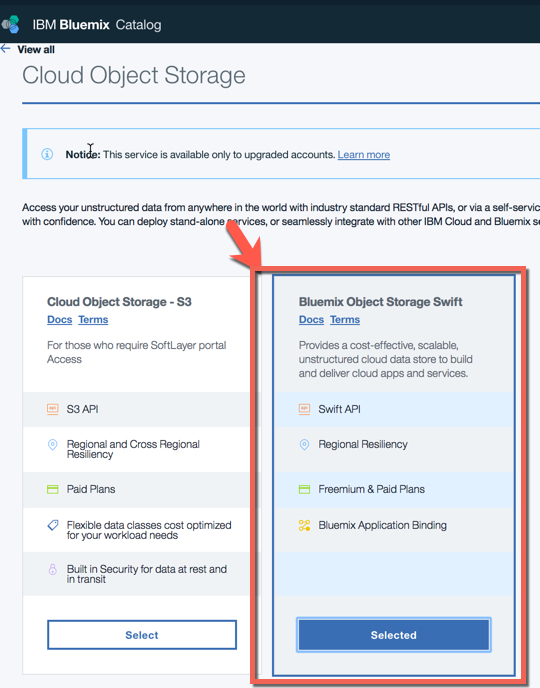 IBM Bluemix Catalog
View all
Cloud Object Storage
Notice: This service is available only to upgraded accounts. Learn more
Access your unstructured data from anywhere in the world with industry standard RESTful APIs, or via a self-servic
with confidence. You can deploy stand-alone services, or seamlessly integrate with other IBM Cloud and Bluemix se
Cloud Object Storage - S3
Docs Terms
For those who require SoftLayer portal
Access
S3 API
Regional and Cross Regional
Resiliency
Paid Plans
Flexible data classes cost optimized
for your workload needs
Built in Security for data at rest and
in transit
Select
Bluemix Object Storage Swift
Docs Terms
Provides a cost-effective, scalable,
unstructured cloud data store to build
and deliver cloud apps and services.
Swift API
Regional Resiliency
Freemium & Paid Plans
Bluemix Application Binding
Selected